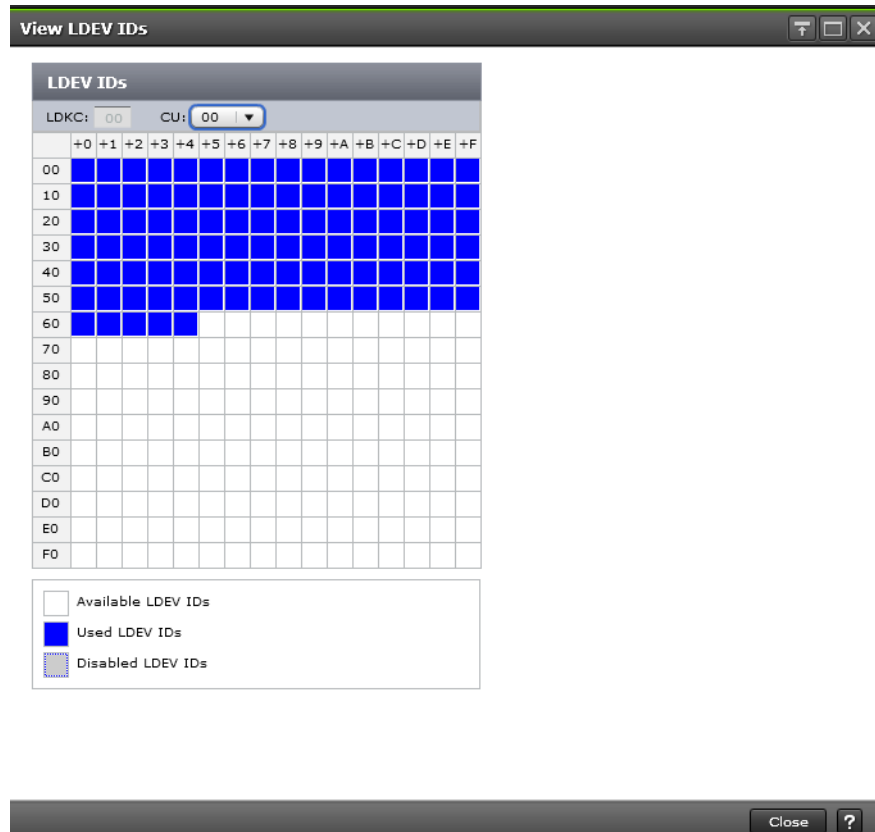 View LDEV IDs
LDEV IDs
LDKC: 00 CU: 00
+0 +1 +2 +3 +4 +5 +6 +7 +8 +9 +A +B +C +D +E +F
00
10
20
30
40
50
60
70
80
90
A0
B0
C0
D0
E0
F0
Available LDEV IDs
Used LDEV IDs
Disabled LDEV IDs
Close ?